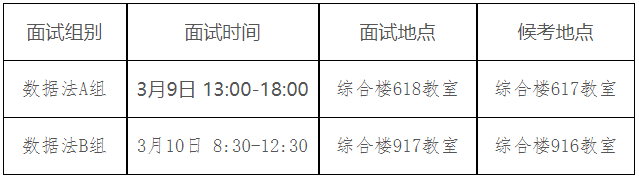 面试组别 面试时间 面试地点 候考地点
数据法A组 3月9日 13:00-18:00 综合楼618教室 综合楼617教室
数据法B组 3月10日 8:30-12:30 综合楼917教室 综合楼916教室